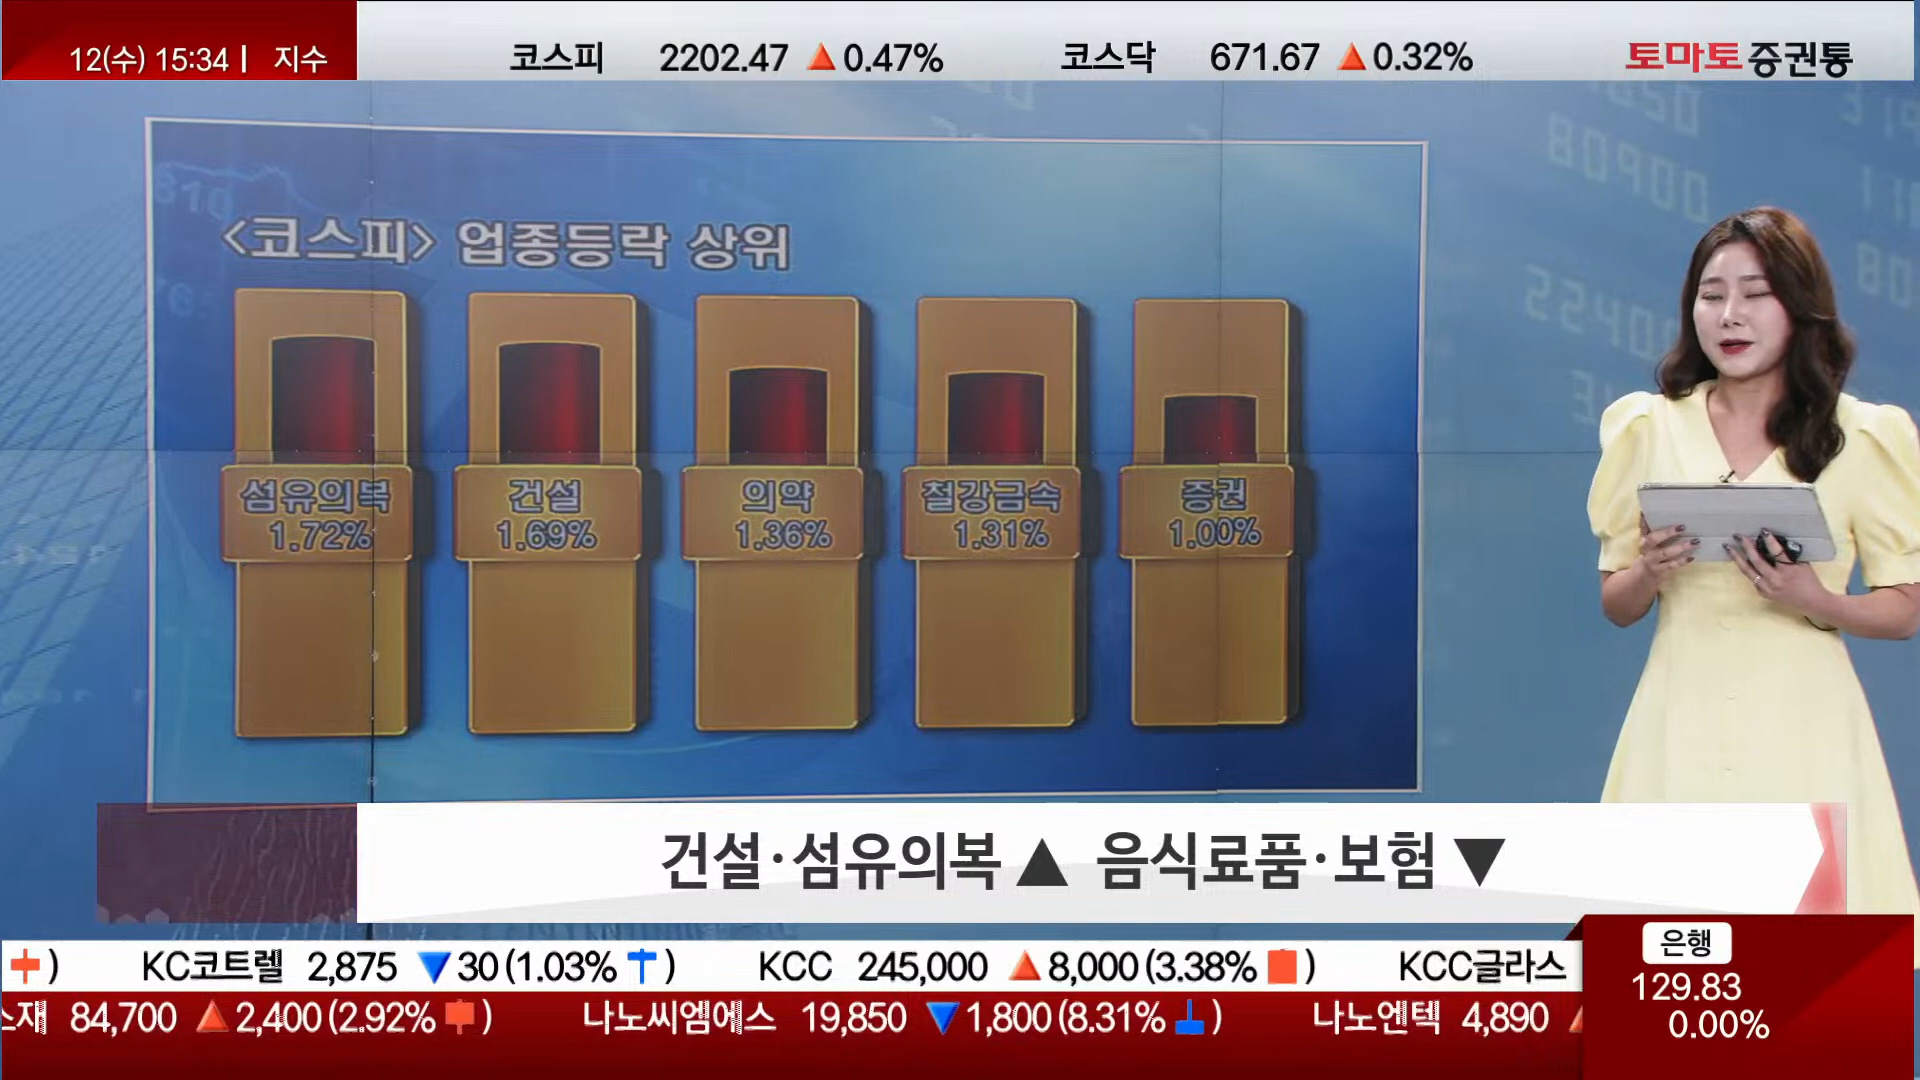 12(수) 15:34 | 지수 코스피 2202.47 ▲ 0.47% 코스닥 671.67 ▲ 0.32% 토마토증권통
<코스피> 업종등락 상위
섬유의복 건설 의약 철강금속 증권
1.72% 1.69% 1.36% 1.31% 1.00%
건설·섬유의복 ▲ 음식료품·보험 ▼
) KC코트렐 2,875 ▼ 30 (1.03% ) KCC 245,000 ▲ 8,000 (3.38% ) KCC글라스
소재 84,700 ▲ 2,400 (2.92% ) 나노씨엠에스 19,850 ▼ 1,800 (8.31% ) 나노엔텍 4,890
은행
129.83
0.00%